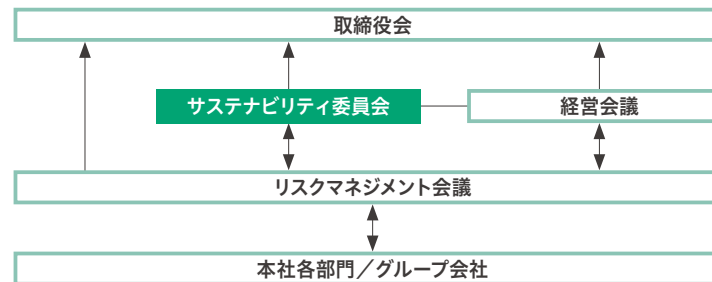 取締役会
サステナビリティ委員会
経営会議
リスクマネジメント会議
本社各部門／グループ会社